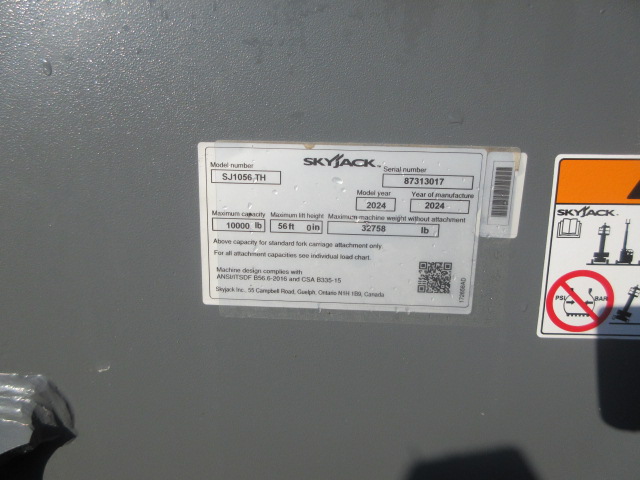 SKYJACK
Model number
SJ1056 TH
Serial number
87313017
Model year
2024
Year of manufacture
2024
Maximum capacity
10000 lb
Maximum lift height
56 ft 0 in
Maximum machine weight without attachment
32758 lb
Above capacity for standard fork carriage attachment only
For all attachment capacities see individual load chart.
Machine design complies with
ANSI/ITSDF B56.6-2016 and CSA B335-15
Skyjack Inc., 55 Campbell Road, Guelph, Ontario N1H 1B9, Canada
SKYJACK
PSI
BAR